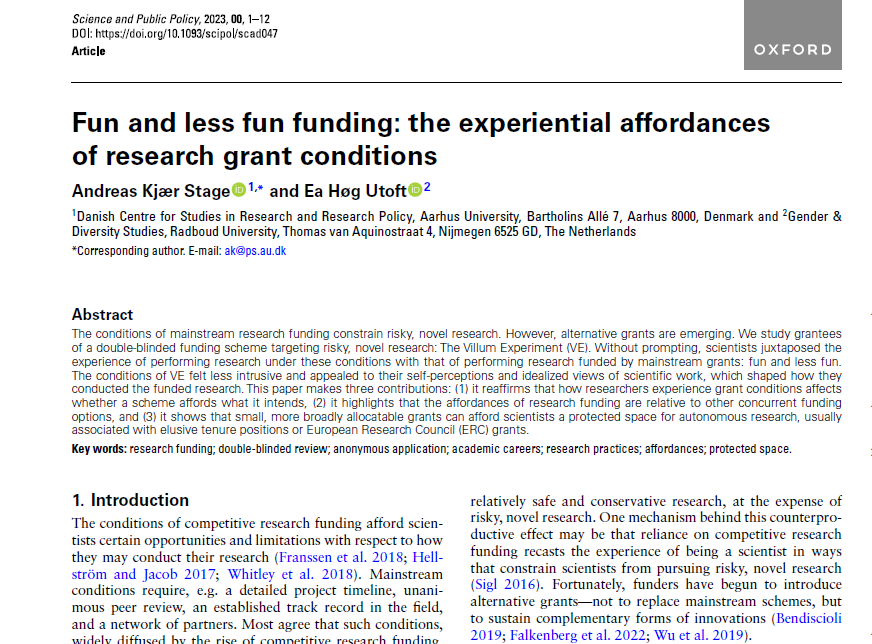 Science and Public Policy, 2023, 00, 1–12
DOI: https://doi.org/10.1093/scipol/scad047
Article
OXFORD
Fun and less fun funding: the experiential affordances
of research grant conditions
Andreas Kjær Stage iD 1,* and Ea Høg Utoft iD 2
1Danish Centre for Studies in Research and Research Policy, Aarhus University, Bartholins Allé 7, Aarhus 8000, Denmark and 2Gender &
Diversity Studies, Radboud University, Thomas van Aquinostraat 4, Nijmegen 6525 GD, The Netherlands
*Corresponding author. E-mail: ak@ps.au.dk
Abstract
The conditions of mainstream research funding constrain risky, novel research. However, alternative grants are emerging. We study grantees
of a double-blinded funding scheme targeting risky, novel research: The Villum Experiment (VE). Without prompting, scientists juxtaposed the
experience of performing research under these conditions with that of performing research funded by mainstream grants: fun and less fun.
The conditions of VE felt less intrusive and appealed to their self-perceptions and idealized views of scientific work, which shaped how they
conducted the funded research. This paper makes three contributions: (1) it reaffirms that how researchers experience grant conditions affects
whether a scheme affords what it intends, (2) it highlights that the affordances of research funding are relative to other concurrent funding
options, and (3) it shows that small, more broadly allocatable grants can afford scientists a protected space for autonomous research, usually
associated with elusive tenure positions or European Research Council (ERC) grants.
Key words: research funding; double-blinded review; anonymous application; academic careers; research practices; affordances; protected space.
1. Introduction
The conditions of competitive research funding afford scien-
tists certain opportunities and limitations with respect to how
they may conduct their research (Franssen et al. 2018; Hell-
ström and Jacob 2017; Whitley et al. 2018). Mainstream
conditions require, e.g. a detailed project timeline, unani-
mous peer review, an established track record in the field,
and a network of partners. Most agree that such conditions,
widely diffused by the rise of competitive research funding,
relatively safe and conservative research, at the expense of
risky, novel research. One mechanism behind this counterpro-
ductive effect may be that reliance on competitive research
funding recasts the experience of being a scientist in ways
that constrain scientists from pursuing risky, novel research
(Sigl 2016). Fortunately, funders have begun to introduce
alternative grants—not to replace mainstream schemes, but
to sustain complementary forms of innovations (Bendiscioli
2019; Falkenberg et al. 2022; Wu et al. 2019).